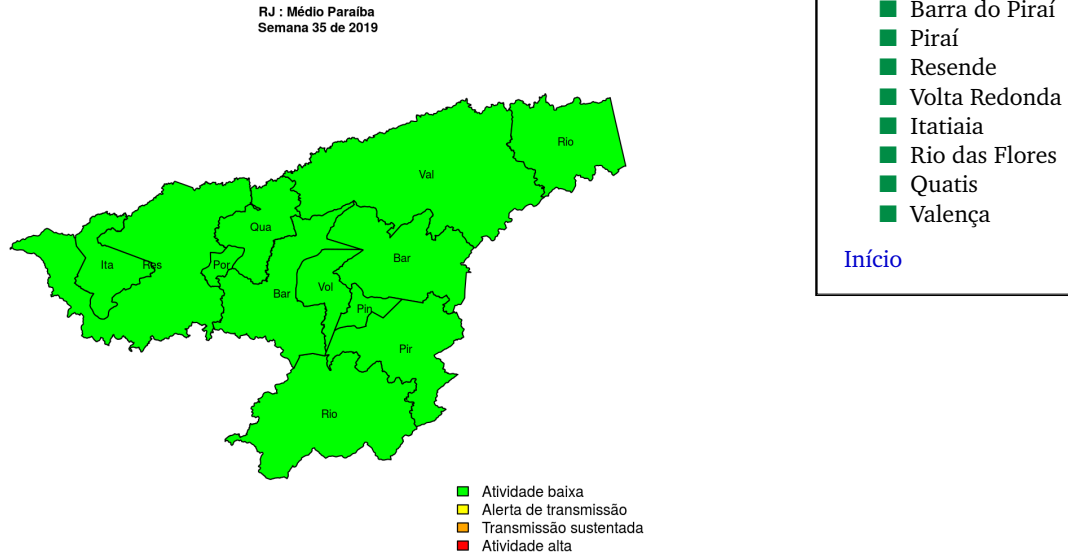 RJ : Médio Paraíba
Semana 35 de 2019
Rio
Val
Qua
Ita
Res
Por
Bar
Bar
Vol
Pin
Pir
Rio
Atividade baixa
Alerta de transmissão
Transmissão sustentada
Atividade alta
Barra do Piraí
Piraí
Resende
Volta Redonda
Itatiaia
Rio das Flores
Quatis
Valença
Início